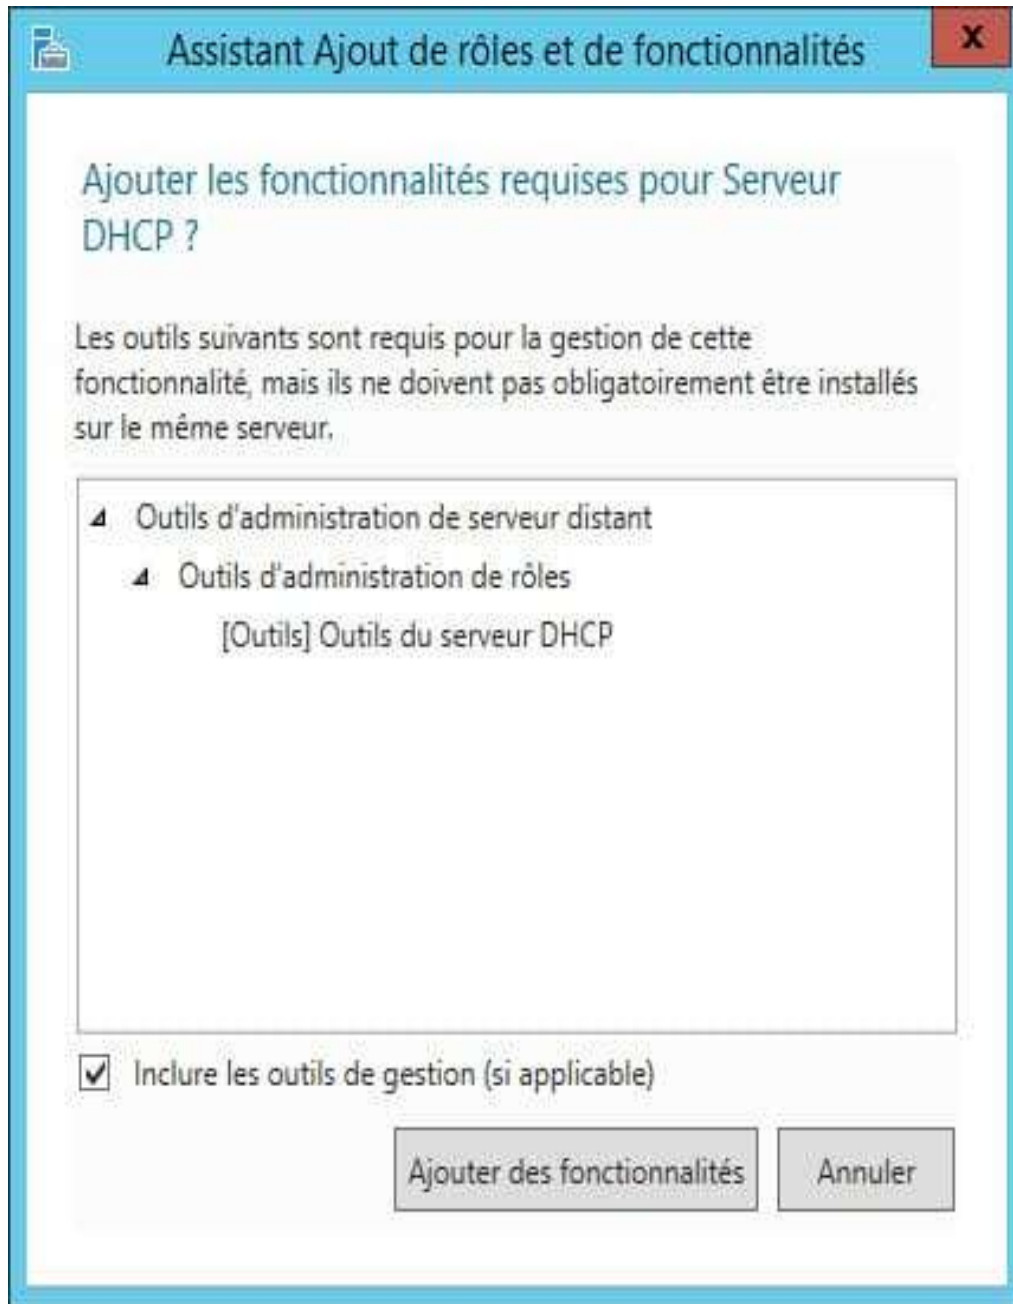 Assistant Ajout de rôles et de fonctionnalités
x
Ajouter les fonctionnalités requises pour Serveur
DHCP ?
Les outils suivants sont requis pour la gestion de cette
fonctionnalité, mais ils ne doivent pas obligatoirement être installés
sur le même serveur.
Outils d'administration de serveur distant
Outils d'administration de rôles
[Outils] Outils du serveur DHCP
Inclure les outils de gestion (si applicable)
Ajouter des fonctionnalités
Annuler